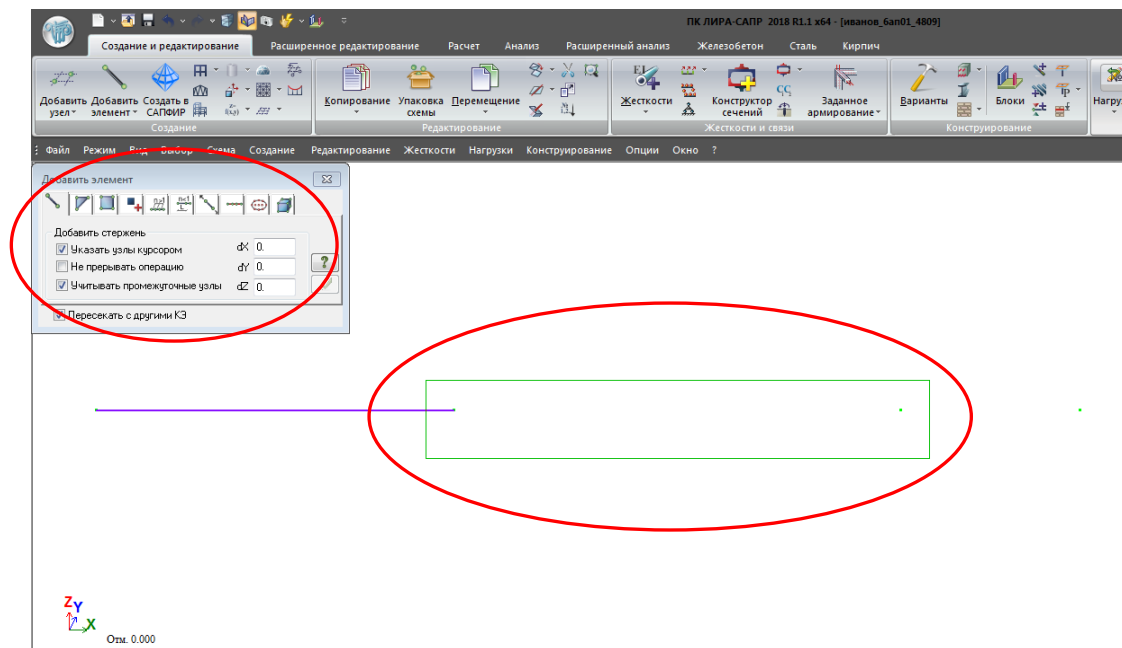 ПК ЛИРА-САПР 2018 R1.1 x64 - [иванов_6ап01_4809]
Создание и редактирование Расширенное редактирование Расчет Анализ Расширенный анализ Железобетон Сталь Кирпич
Добавить узел Добавить элемент Создать в САПФИР
Копирование Упаковка схемы Перемещение
Жесткости Конструктор сечений Заданное армирование
Варианты Блоки Нагру
Создание Редактирование Жесткости и связи Конструирование
Файл Режим Вид Выбор Схема Создание Редактирование Жесткости Нагрузки Конструирование Опции Окно ?
Добавить элемент
Добавить стержень
Указать узлы курсором dX 0.
Не прерывать операцию dY 0.
Учитывать промежуточные узлы dZ 0.
?
Пересекать с другими КЭ
Z
Y
X
Отм. 0.000